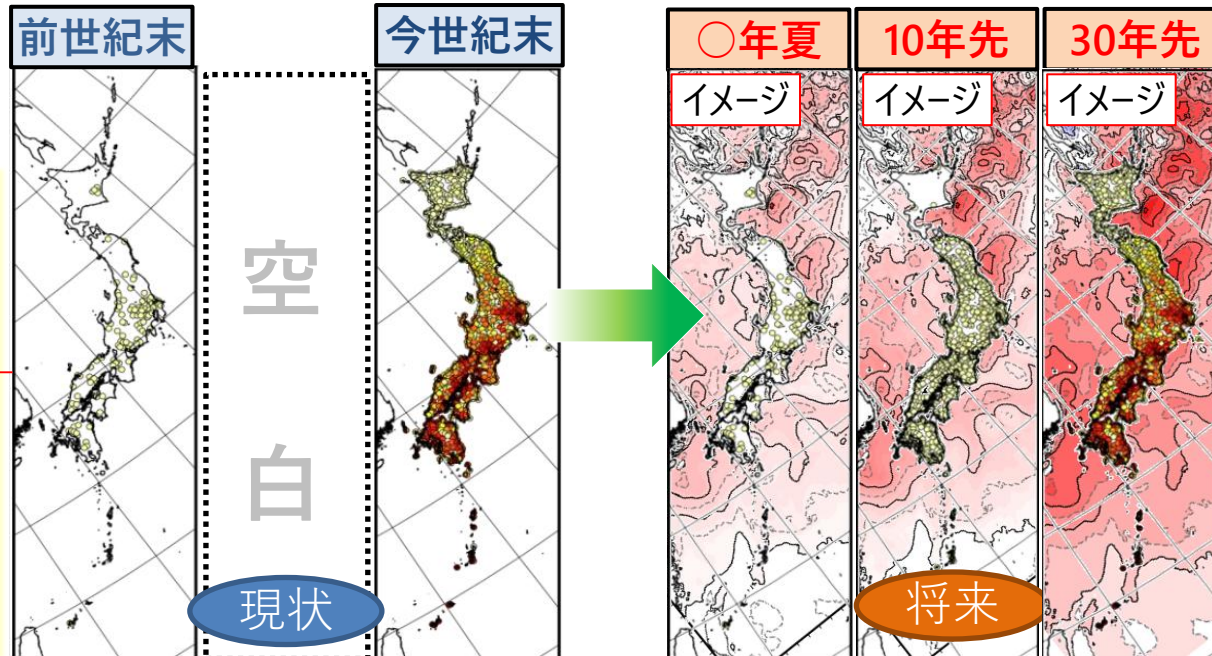 前世紀末
今世紀末
○年夏
10年先
30年先
イメージ
イメージ
イメージ
空
白
現状
将来